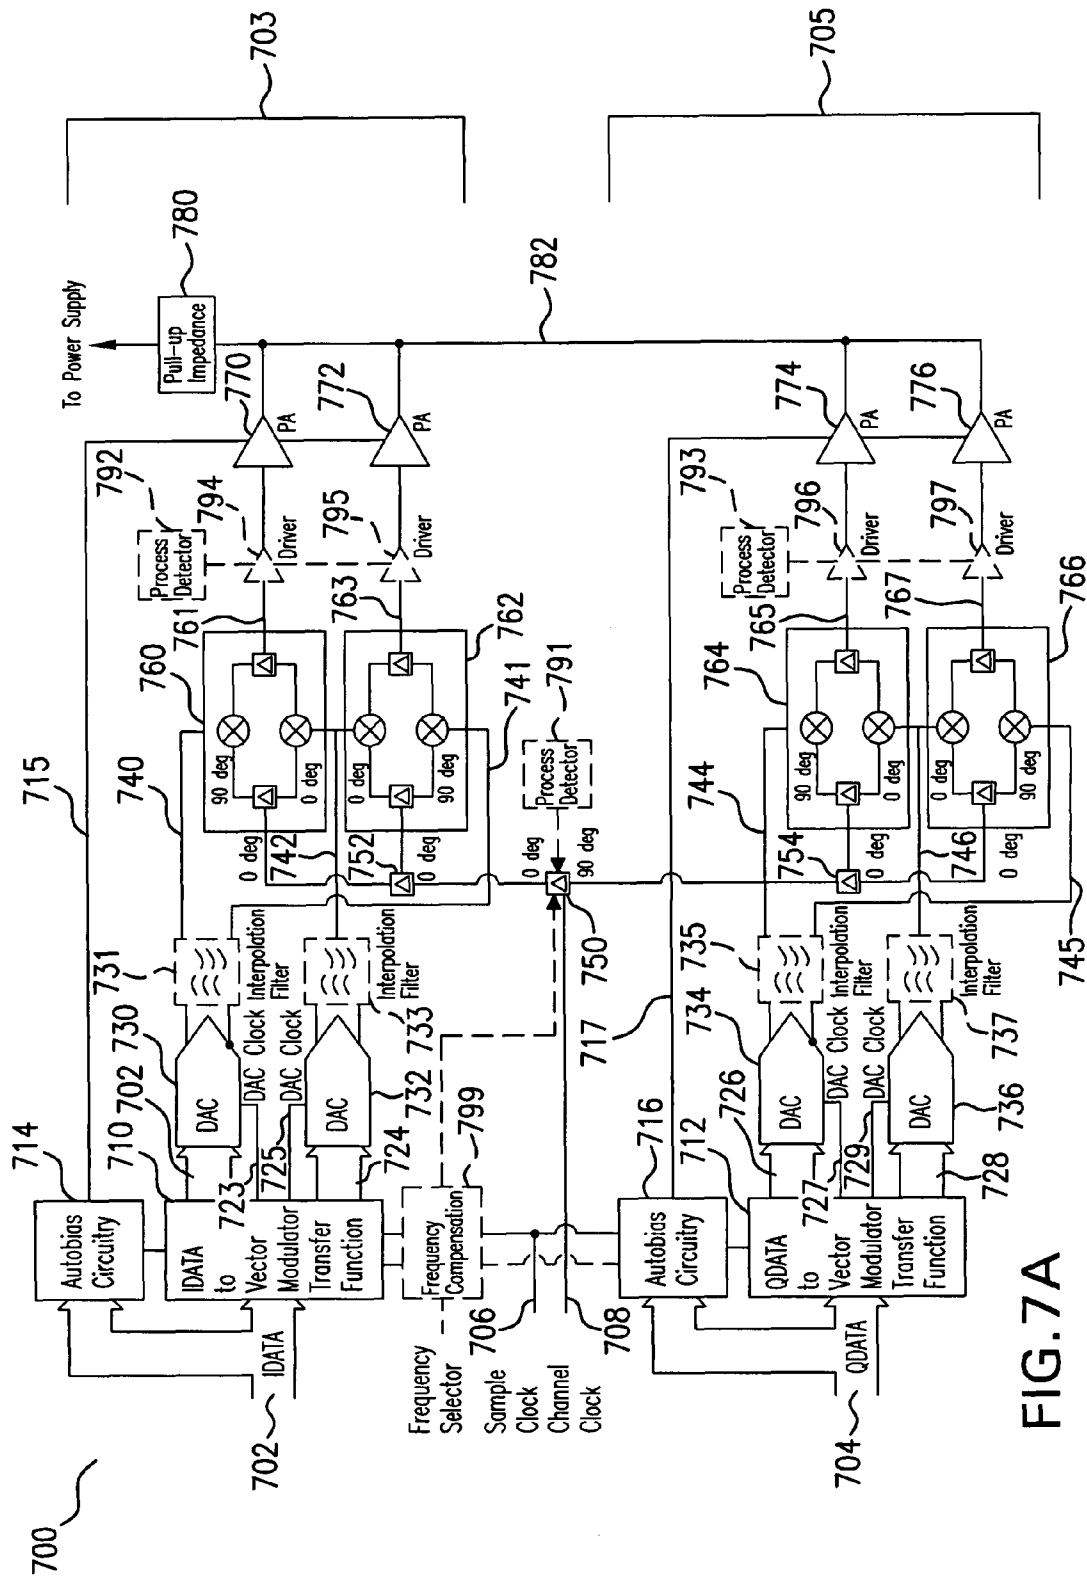 700
703
705
To Power Supply
780
Pull-up
Impedance
782
770
PA
772
PA
774
PA
776
PA
792
Process
Detector
794
Driver
795
Driver
793
Process
Detector
796
Driver
797
Driver
761
763
765
767
760
762
764
766
715
740
742
741
752
90 deg
0 deg
0 deg
90 deg
0 deg
0 deg
791
Process
Detector
0 deg
90 deg
750
717
744
746
745
754
90 deg
0 deg
0 deg
90 deg
0 deg
0 deg
731
Interpolation
Filter
733
Interpolation
Filter
735
Interpolation
Filter
737
Interpolation
Filter
730
DAC
DAC Clock
732
DAC
DAC Clock
734
DAC
DAC Clock
736
DAC
DAC Clock
702
723
725
724
726
727
729
728
714
Autobias
Circuitry
710
IDATA
to
Vector
Modulator
Transfer
Function
799
Frequency
Compensation
716
Autobias
Circuitry
712
QDATA
to
Vector
Modulator
Transfer
Function
IDATA
702
Frequency
Selector
Sample
Clock
706
Channel
Clock
708
QDATA
704
FIG.7A